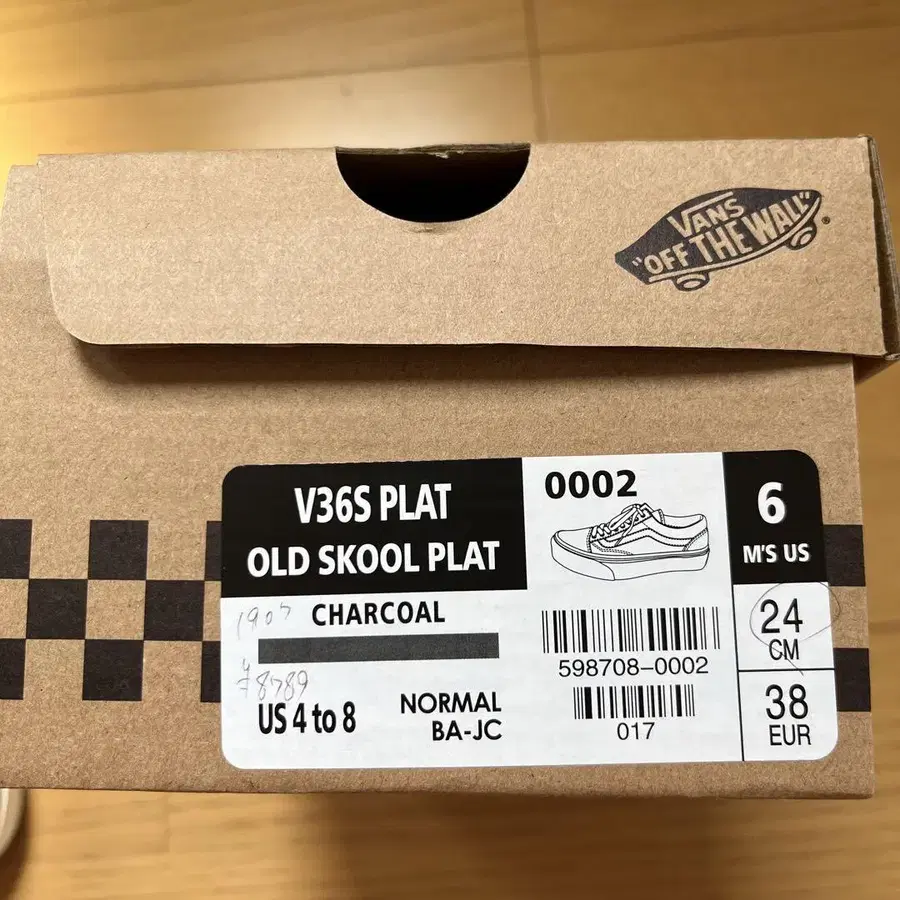 VANS
"OFF THE WALL"
®
V36S PLAT
OLD SKOOL PLAT
0002
6
M'S US
CHARCOAL
24
CM
598708-0002
¥8789
US 4 to 8
NORMAL
BA-JC
017
38
EUR